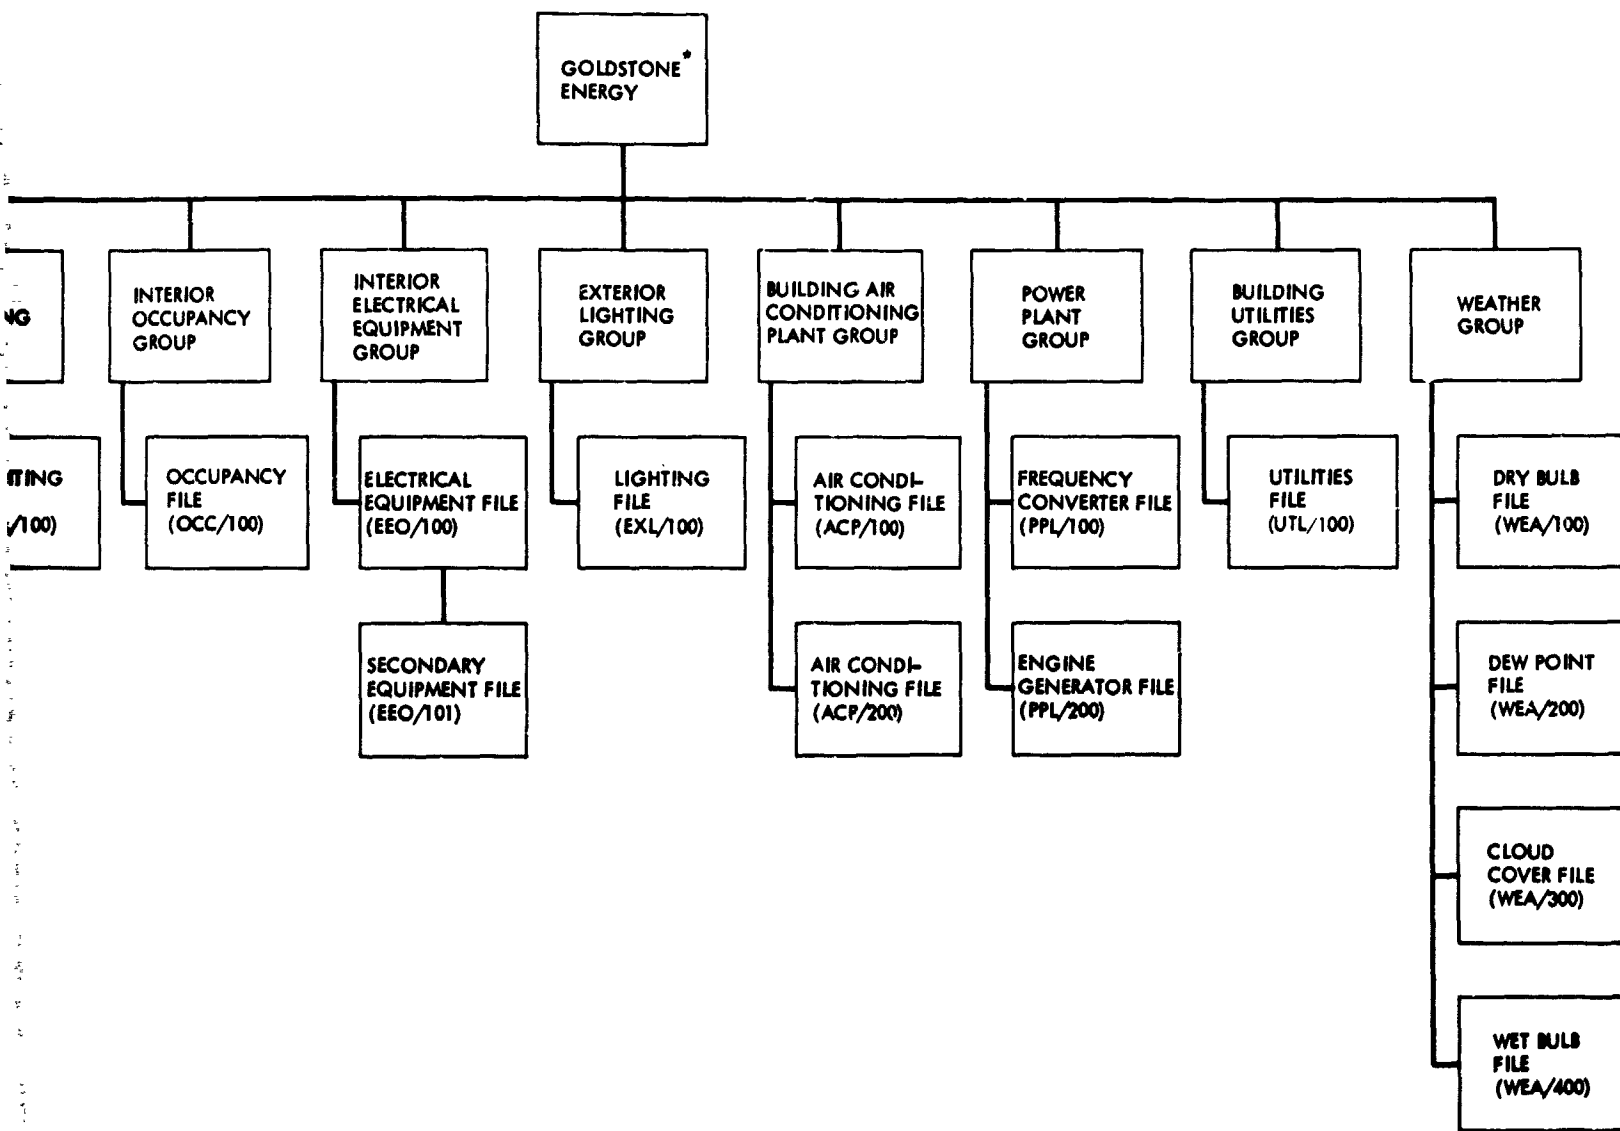 GOLDSTONE*
ENERGY
NG
INTERIOR
OCCUPANCY
GROUP
INTERIOR
ELECTRICAL
EQUIPMENT
GROUP
EXTERIOR
LIGHTING
GROUP
BUILDING AIR
CONDITIONING
PLANT GROUP
POWER
PLANT
GROUP
BUILDING
UTILITIES
GROUP
WEATHER
GROUP
HTING
/100)
OCCUPANCY
FILE
(OCC/100)
ELECTRICAL
EQUIPMENT FILE
(EEO/100)
LIGHTING
FILE
(EXL/100)
AIR CONDI-
TIONING FILE
(ACP/100)
FREQUENCY
CONVERTER FILE
(PPL/100)
UTILITIES
FILE
(UTL/100)
DRY BULB
FILE
(WEA/100)
SECONDARY
EQUIPMENT FILE
(EEO/101)
AIR CONDI-
TIONING FILE
(ACP/200)
ENGINE
GENERATOR FILE
(PPL/200)
DEW POINT
FILE
(WEA/200)
CLOUD
COVER FILE
(WEA/300)
WET BULB
FILE
(WEA/400)